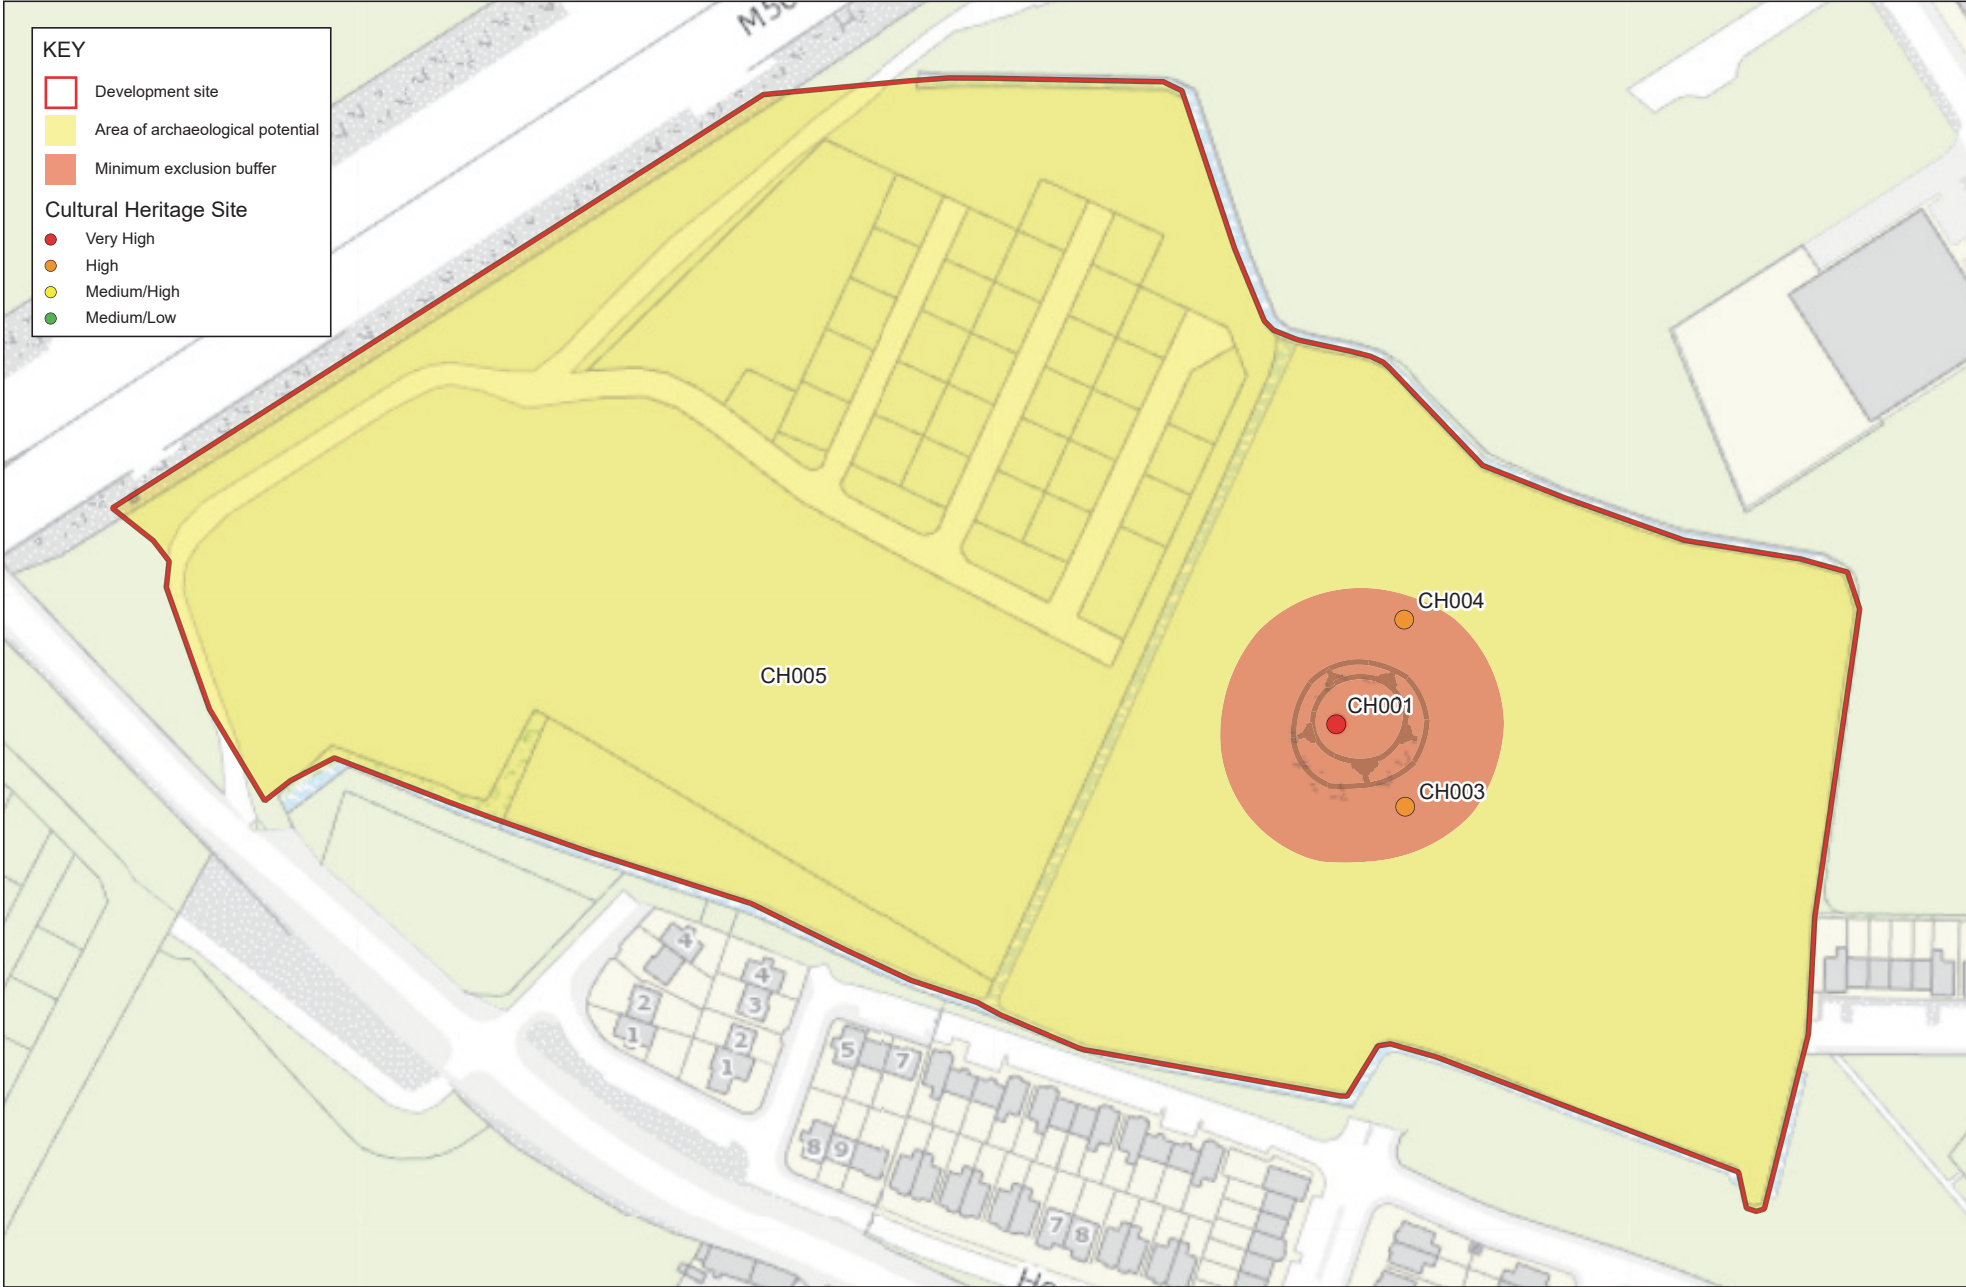 KEY
Development site
Area of archaeological potential
Minimum exclusion buffer
Cultural Heritage Site
Very High
High
Medium/High
Medium/Low
CH004
CH005
CH001
CH003
4
4
2
3
1
2
1
5
7
8
9
7
8